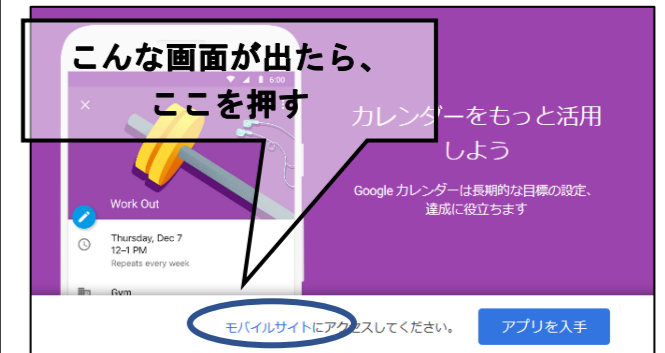 こんな画面が出たら、
ここを押す
6:00
カレンダーをもっと活用
しよう
Google カレンダーは長期的な目標の設定、
達成に役立ちます
Work Out
Thursday, Dec 7
12–1 PM
Repeats every week
Gym
モバイルサイトにアクセスしてください。
アプリを入手